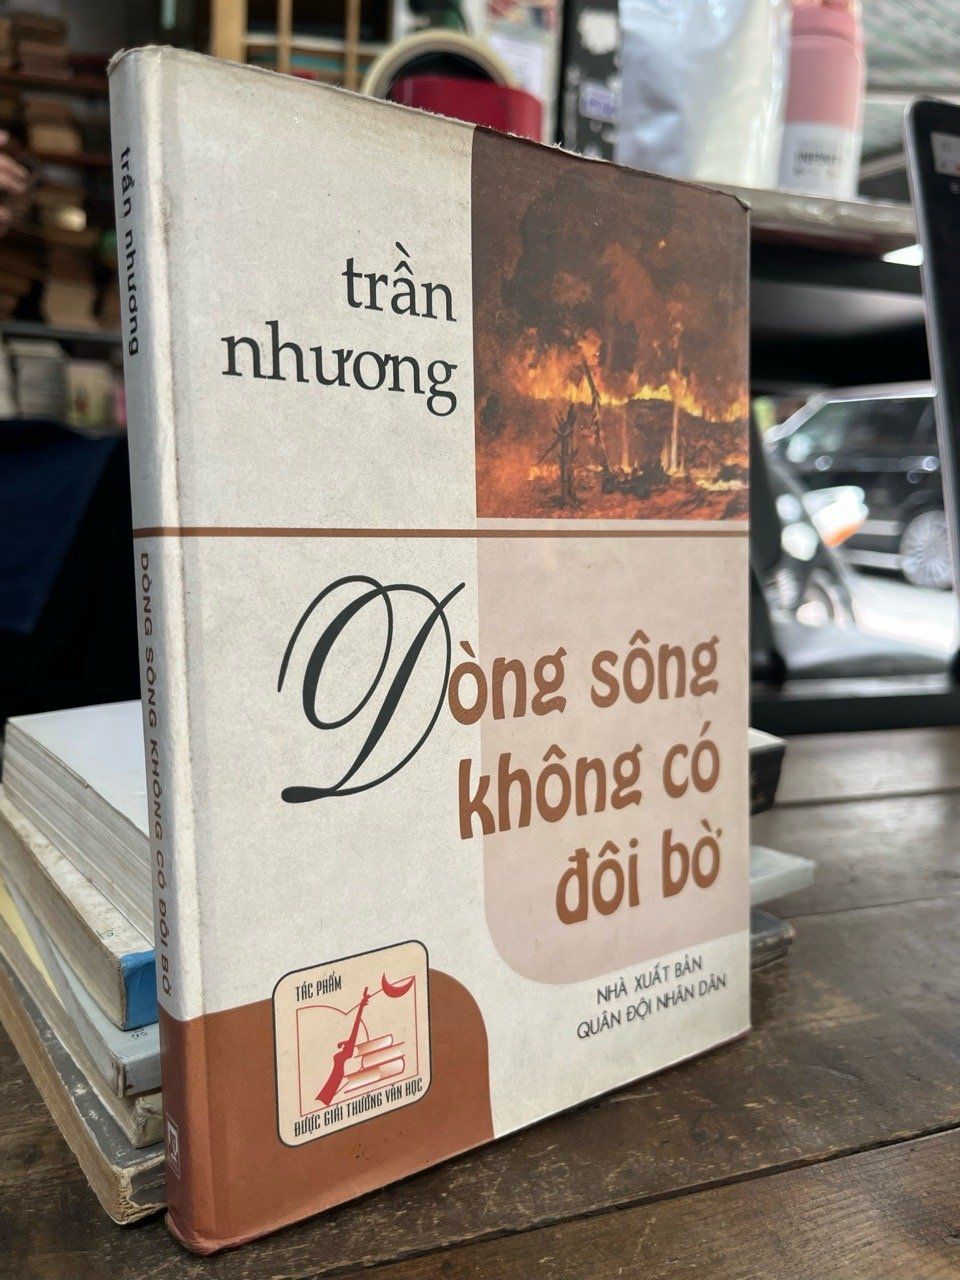 trần nhương
DÒNG SÔNG KHÔNG CÓ ĐÔI BỜ
trần
nhương
Dòng sông
không có
đôi bờ
TÁC PHẨM
ĐƯỢC GIẢI THƯỞNG VĂN HỌC
NHÀ XUẤT BẢN
QUÂN ĐỘI NHÂN DÂN